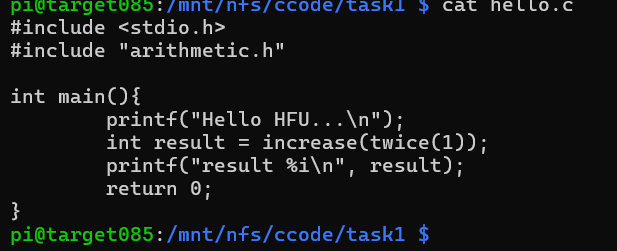 pi@target085:/mnt/nfs/ccode/task1 $ cat hello.c
#include <stdio.h>
#include "arithmetic.h"

int main(){
        printf("Hello HFU...\n");
        int result = increase(twice(1));
        printf("result %i\n", result);
        return 0;
}
pi@target085:/mnt/nfs/ccode/task1 $